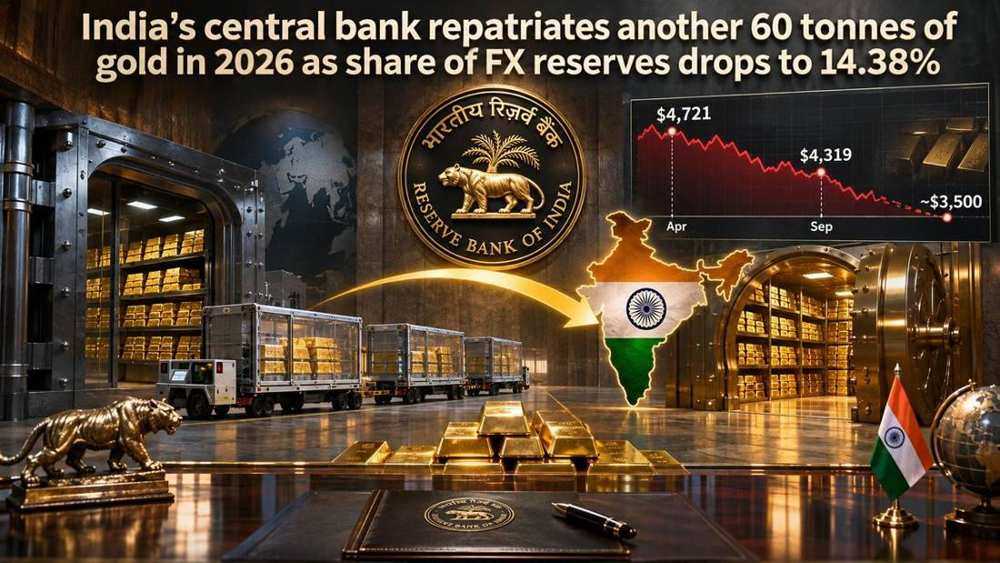 India's central bank repatriates another 60 tonnes of
gold in 2026 as share of FX reserves drops to 14.38%
भारतीय रिज़र्व बैंक
RESERVE BANK OF INDIA
$4,721
$4,319
~$3,500
Apr
Sep